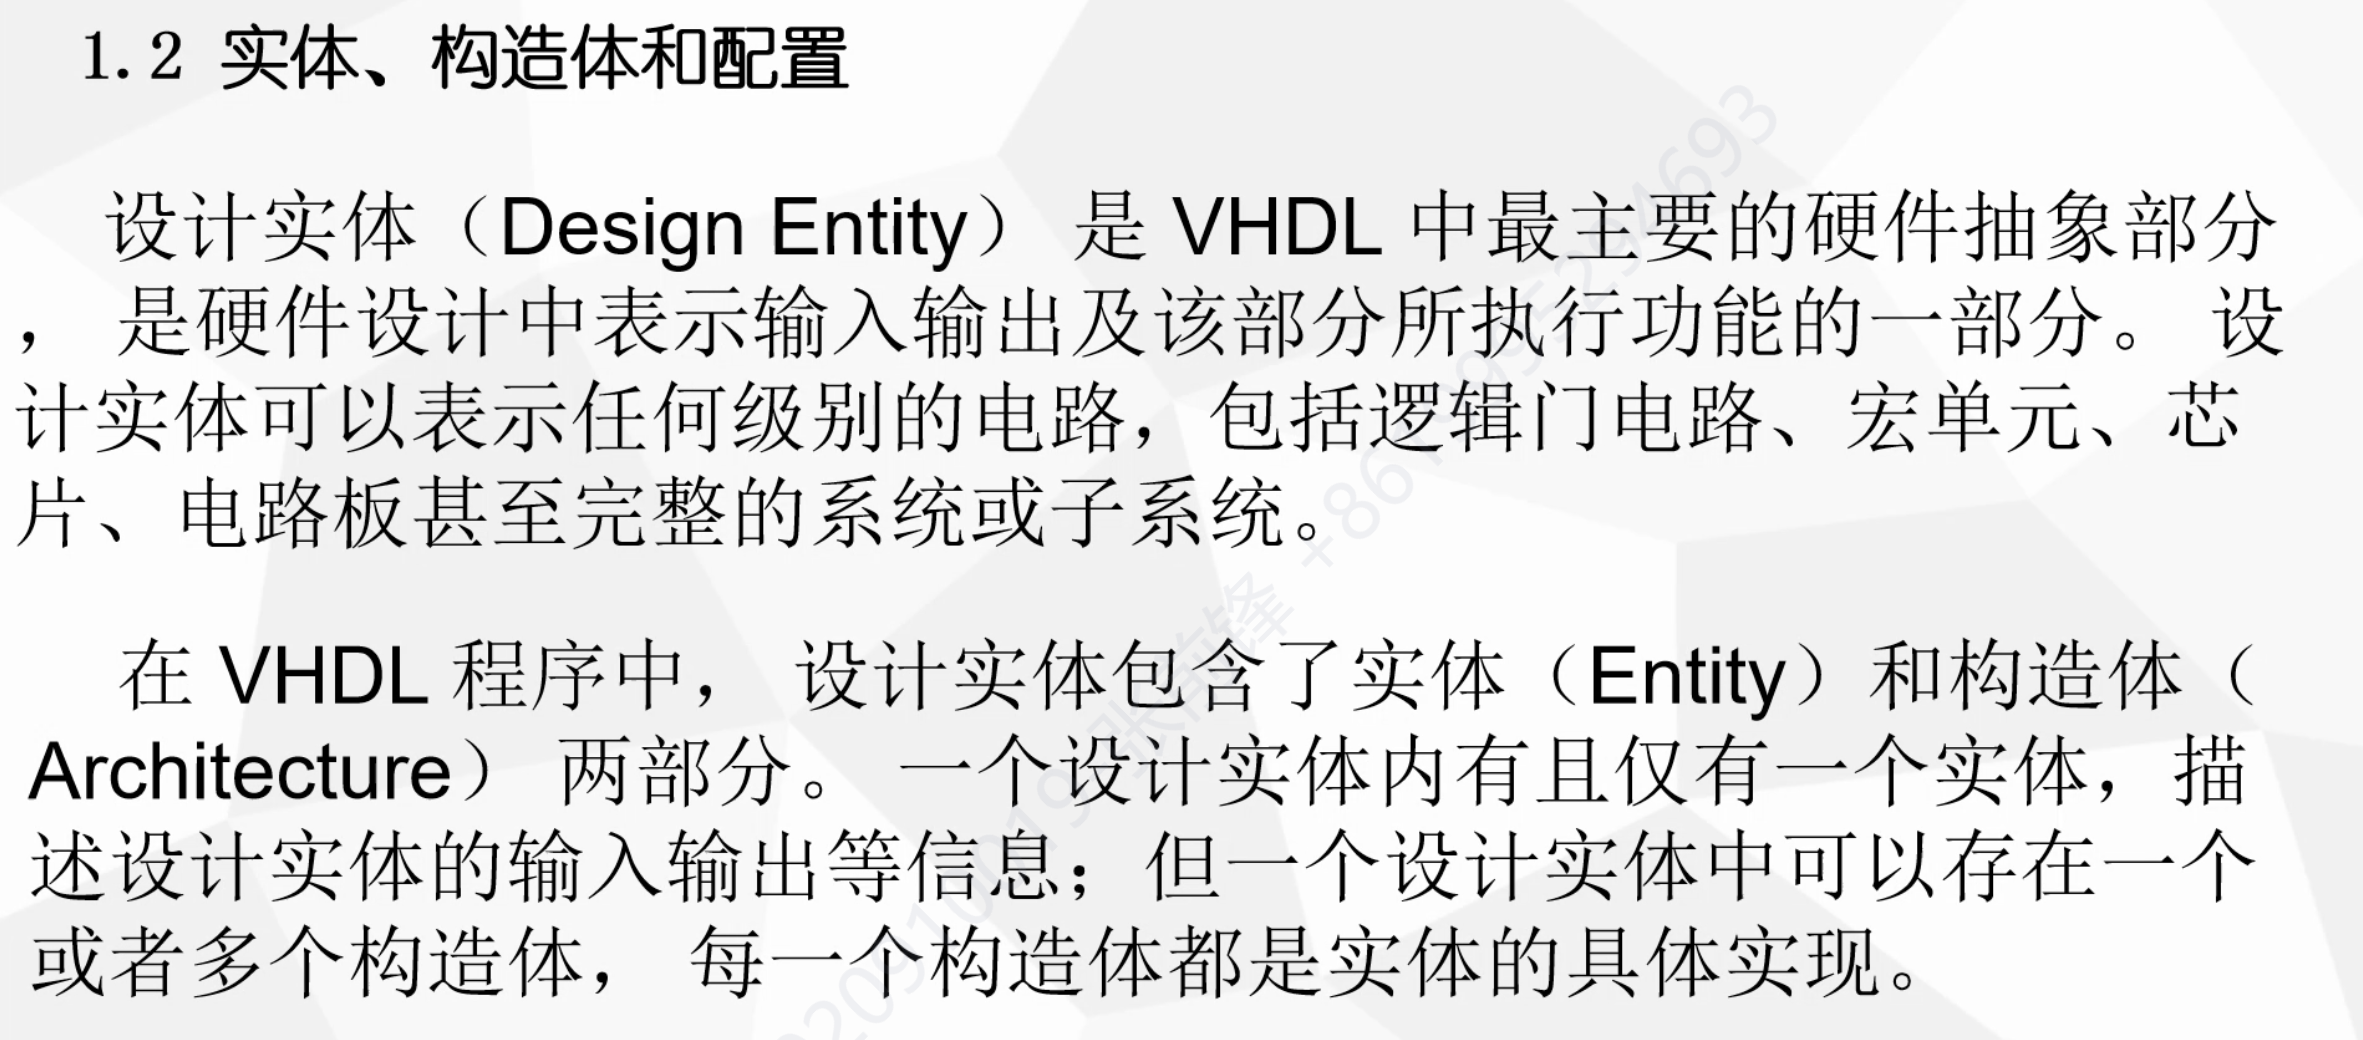 1.2 实体、构造体和配置
设计实体（Design Entity） 是 VHDL 中最主要的硬件抽象部分
， 是硬件设计中表示输入输出及该部分所执行功能的一部分。 设
计实体可以表示任何级别的电路，包括逻辑门电路、宏单元、芯
片、电路板甚至完整的系统或子系统。
在 VHDL 程序中， 设计实体包含了实体（Entity）和构造体（
Architecture） 两部分。 一个设计实体内有且仅有一个实体，描
述设计实体的输入输出等信息；但一个设计实体中可以存在一个
或者多个构造体， 每一个构造体都是实体的具体实现。